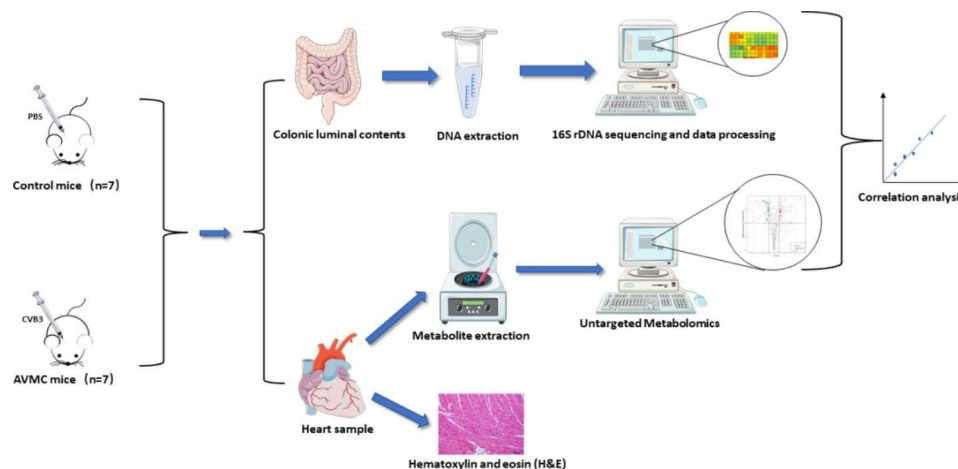 PBS
Control mice (n=7)
CVB3
AVMC mice (n=7)
Colonic luminal contents
DNA extraction
16S rDNA sequencing and data processing
Metabolite extraction
Untargeted Metabolomics
Heart sample
Hematoxylin and eosin (H&E)
Correlation analysis